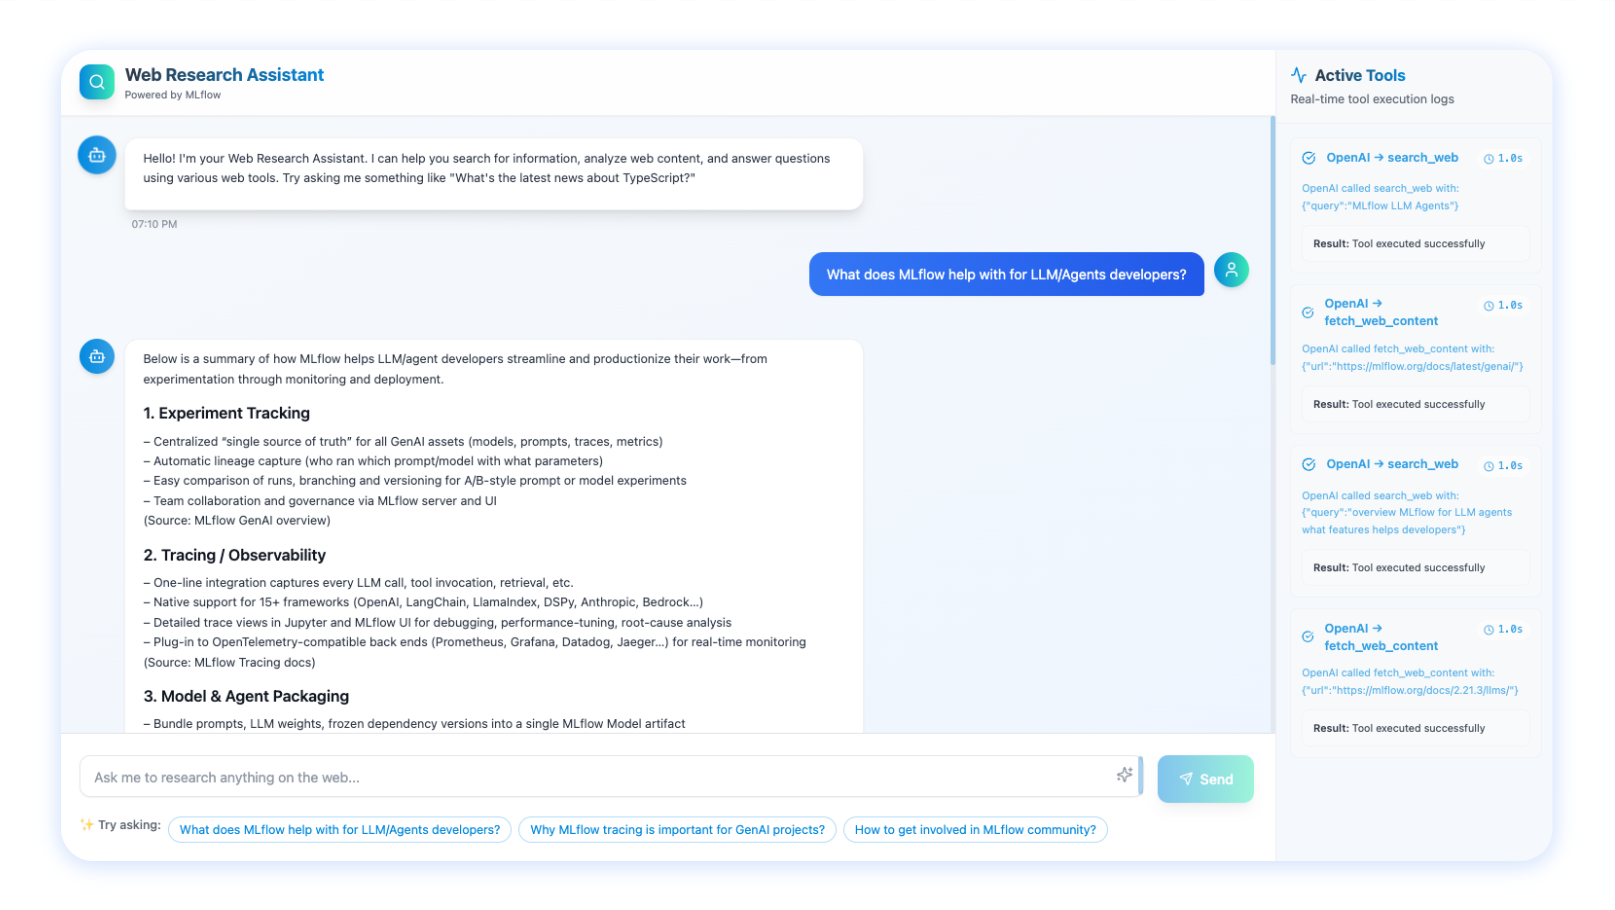 Web Research Assistant
Powered by MLflow
Hello! I'm your Web Research Assistant. I can help you search for information, analyze web content, and answer questions
using various web tools. Try asking me something like "What's the latest news about TypeScript?"
07:10 PM
What does MLflow help with for LLM/Agents developers?
Below is a summary of how MLflow helps LLM/agent developers streamline and productionize their work—from
experimentation through monitoring and deployment.
1. Experiment Tracking
– Centralized “single source of truth” for all GenAI assets (models, prompts, traces, metrics)
– Automatic lineage capture (who ran which prompt/model with what parameters)
– Easy comparison of runs, branching and versioning for A/B-style prompt or model experiments
– Team collaboration and governance via MLflow server and UI
(Source: MLflow GenAI overview)
2. Tracing / Observability
– One-line integration captures every LLM call, tool invocation, retrieval, etc.
– Native support for 15+ frameworks (OpenAI, LangChain, LlamaIndex, DSPy, Anthropic, Bedrock…)
– Detailed trace views in Jupyter and MLflow UI for debugging, performance-tuning, root-cause analysis
– Plug-in to OpenTelemetry-compatible back ends (Prometheus, Grafana, Datadog, Jaeger…) for real-time monitoring
(Source: MLflow Tracing docs)
3. Model & Agent Packaging
– Bundle prompts, LLM weights, frozen dependency versions into a single MLflow Model artifact
Ask me to research anything on the web...
Send
✨ Try asking:
What does MLflow help with for LLM/Agents developers?
Why MLflow tracing is important for GenAI projects?
How to get involved in MLflow community?
Active Tools
Real-time tool execution logs
OpenAI → search_web
1.0s
OpenAI called search_web with:
{"query":"MLflow LLM Agents"}
Result: Tool executed successfully
OpenAI →
fetch_web_content
1.0s
OpenAI called fetch_web_content with:
{"url":"https://mlflow.org/docs/latest/genai/"}
Result: Tool executed successfully
OpenAI → search_web
1.0s
OpenAI called search_web with:
{"query":"overview MLflow for LLM agents
what features helps developers"}
Result: Tool executed successfully
OpenAI →
fetch_web_content
1.0s
OpenAI called fetch_web_content with:
{"url":"https://mlflow.org/docs/2.21.3/llms/"}
Result: Tool executed successfully